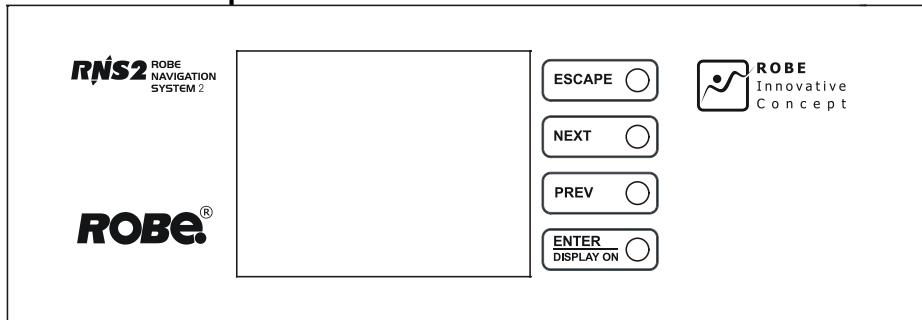 RNS2 ROBE
NAVIGATION
SYSTEM 2
ROBE®
ESCAPE
NEXT
PREV
ENTER
DISPLAY ON
ROBE
Innovative
Concept